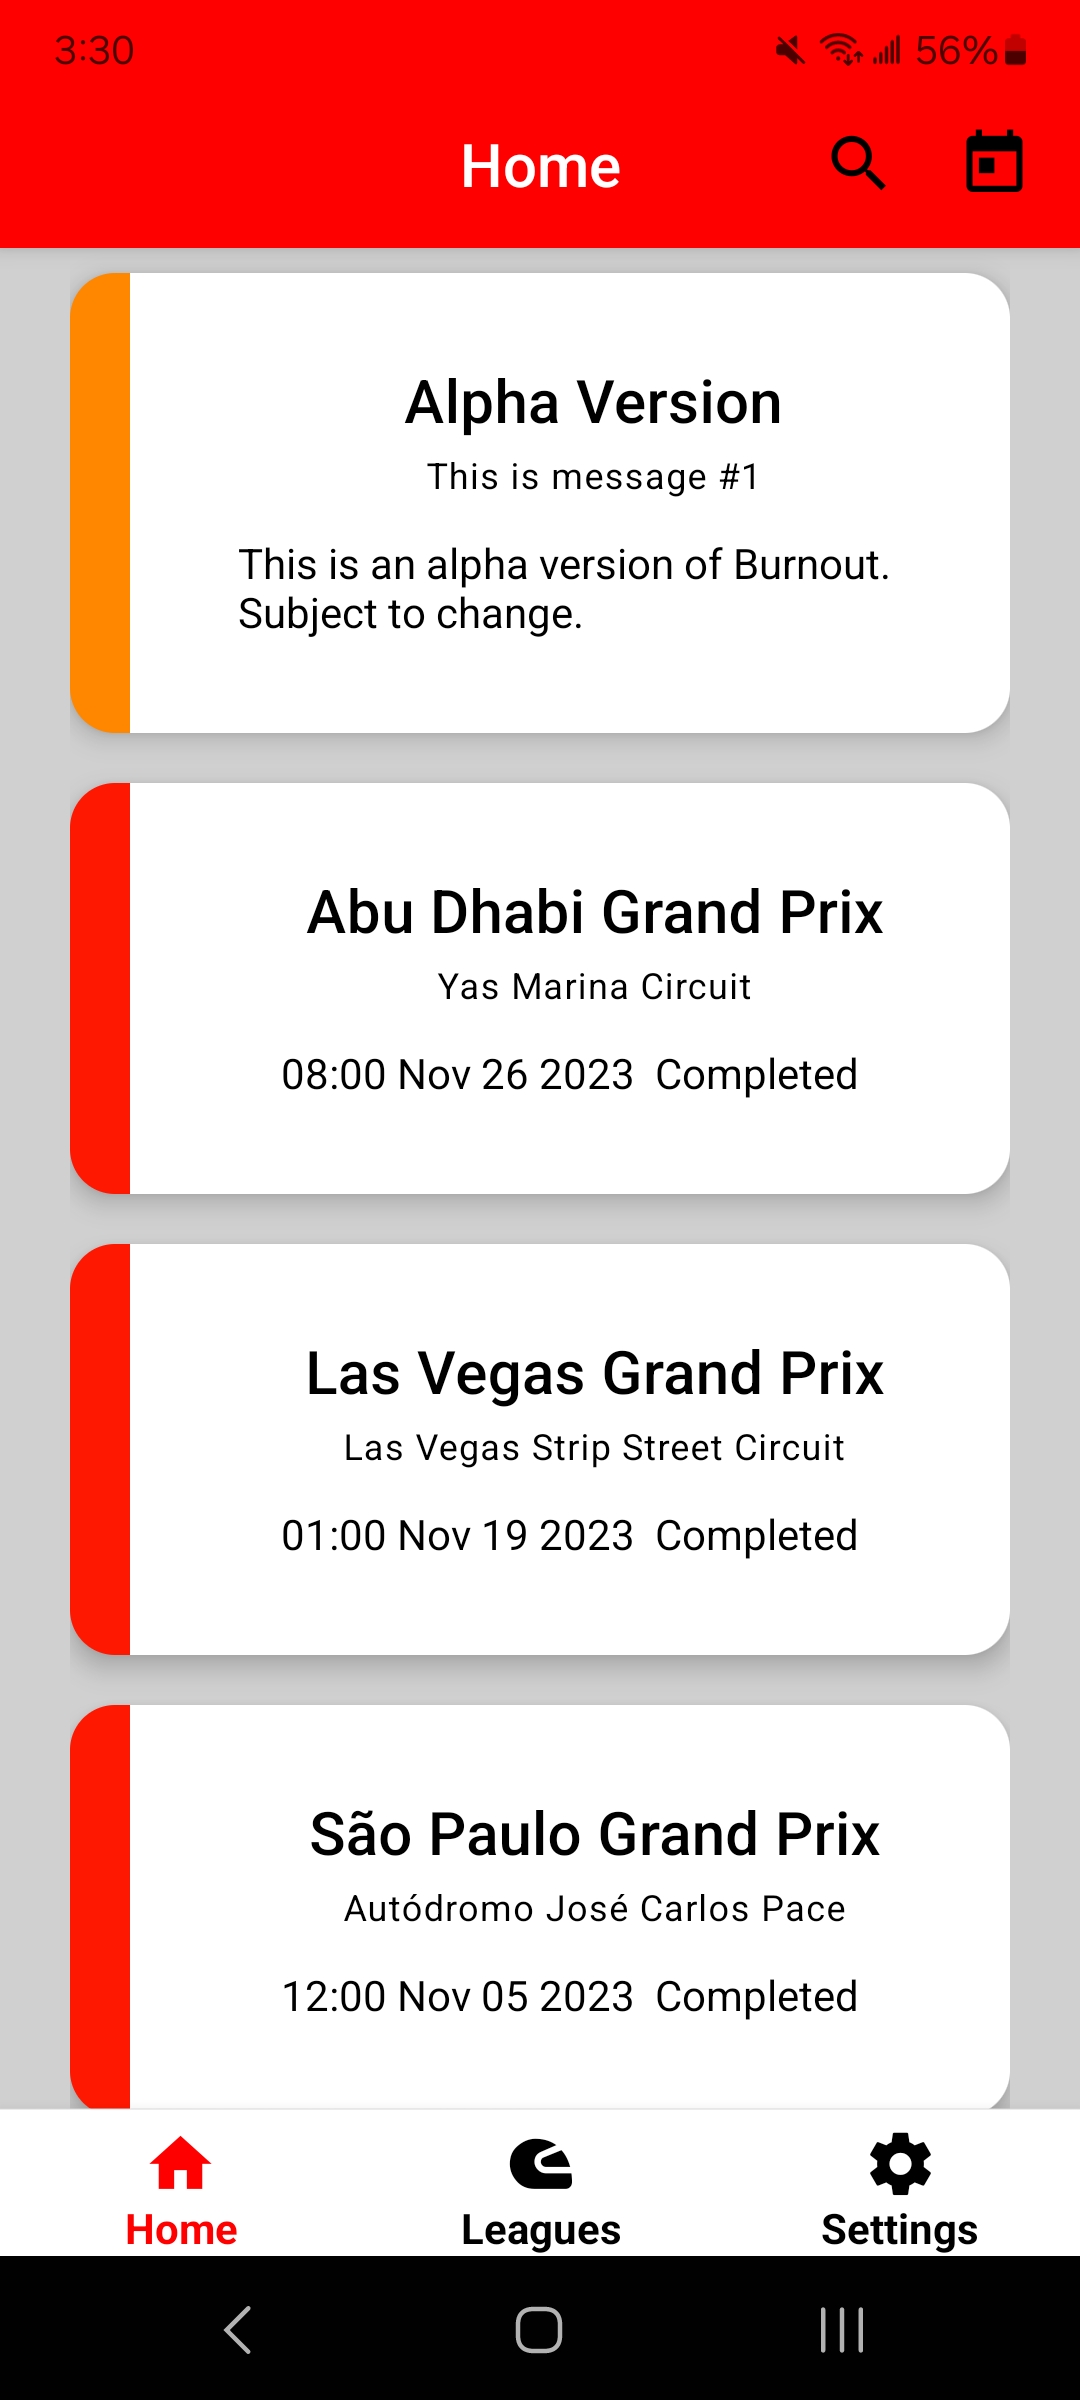 3:30
56%
Home
Alpha Version
This is message #1
This is an alpha version of Burnout.
Subject to change.
Abu Dhabi Grand Prix
Yas Marina Circuit
08:00 Nov 26 2023  Completed
Las Vegas Grand Prix
Las Vegas Strip Street Circuit
01:00 Nov 19 2023  Completed
São Paulo Grand Prix
Autódromo José Carlos Pace
12:00 Nov 05 2023  Completed
Home
Leagues
Settings